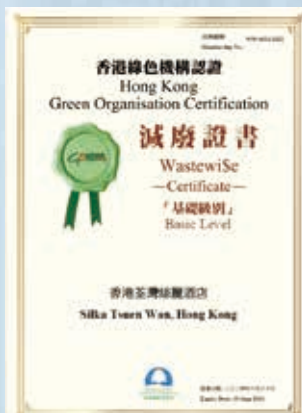 香港綠色機構認證
Hong Kong
Green Organisation Certification
減廢證書
Wastewi$e
—Certificate—
「基礎級別」
Basic Level
香港荃灣絲麗酒店
Silka Tsuen Wan, Hong Kong